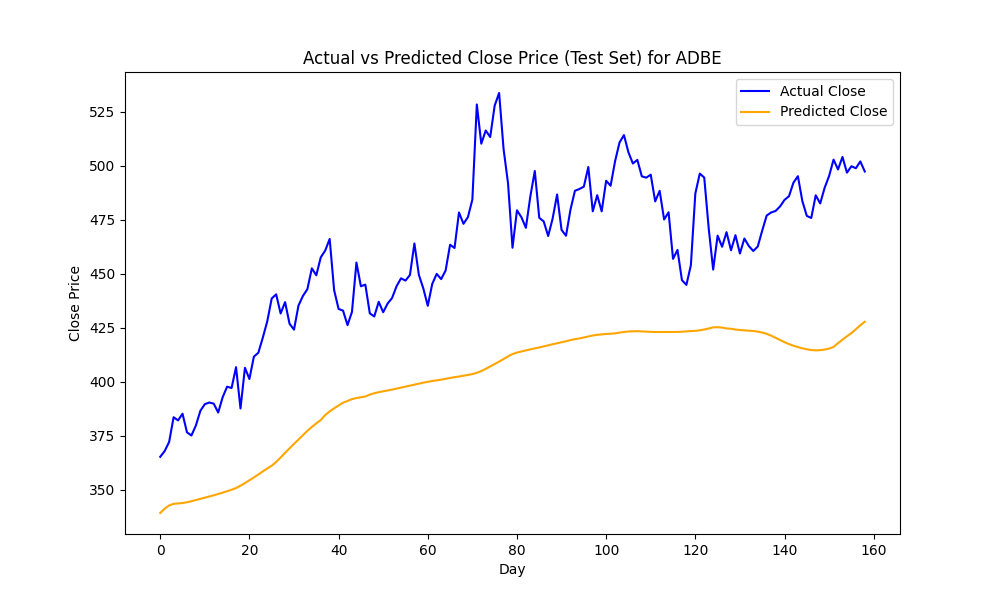 Actual vs Predicted Close Price (Test Set) for ADBE
Actual Close
Predicted Close
525
500
475
450
425
400
375
350
Close Price
0 20 40 60 80 100 120 140 160
Day